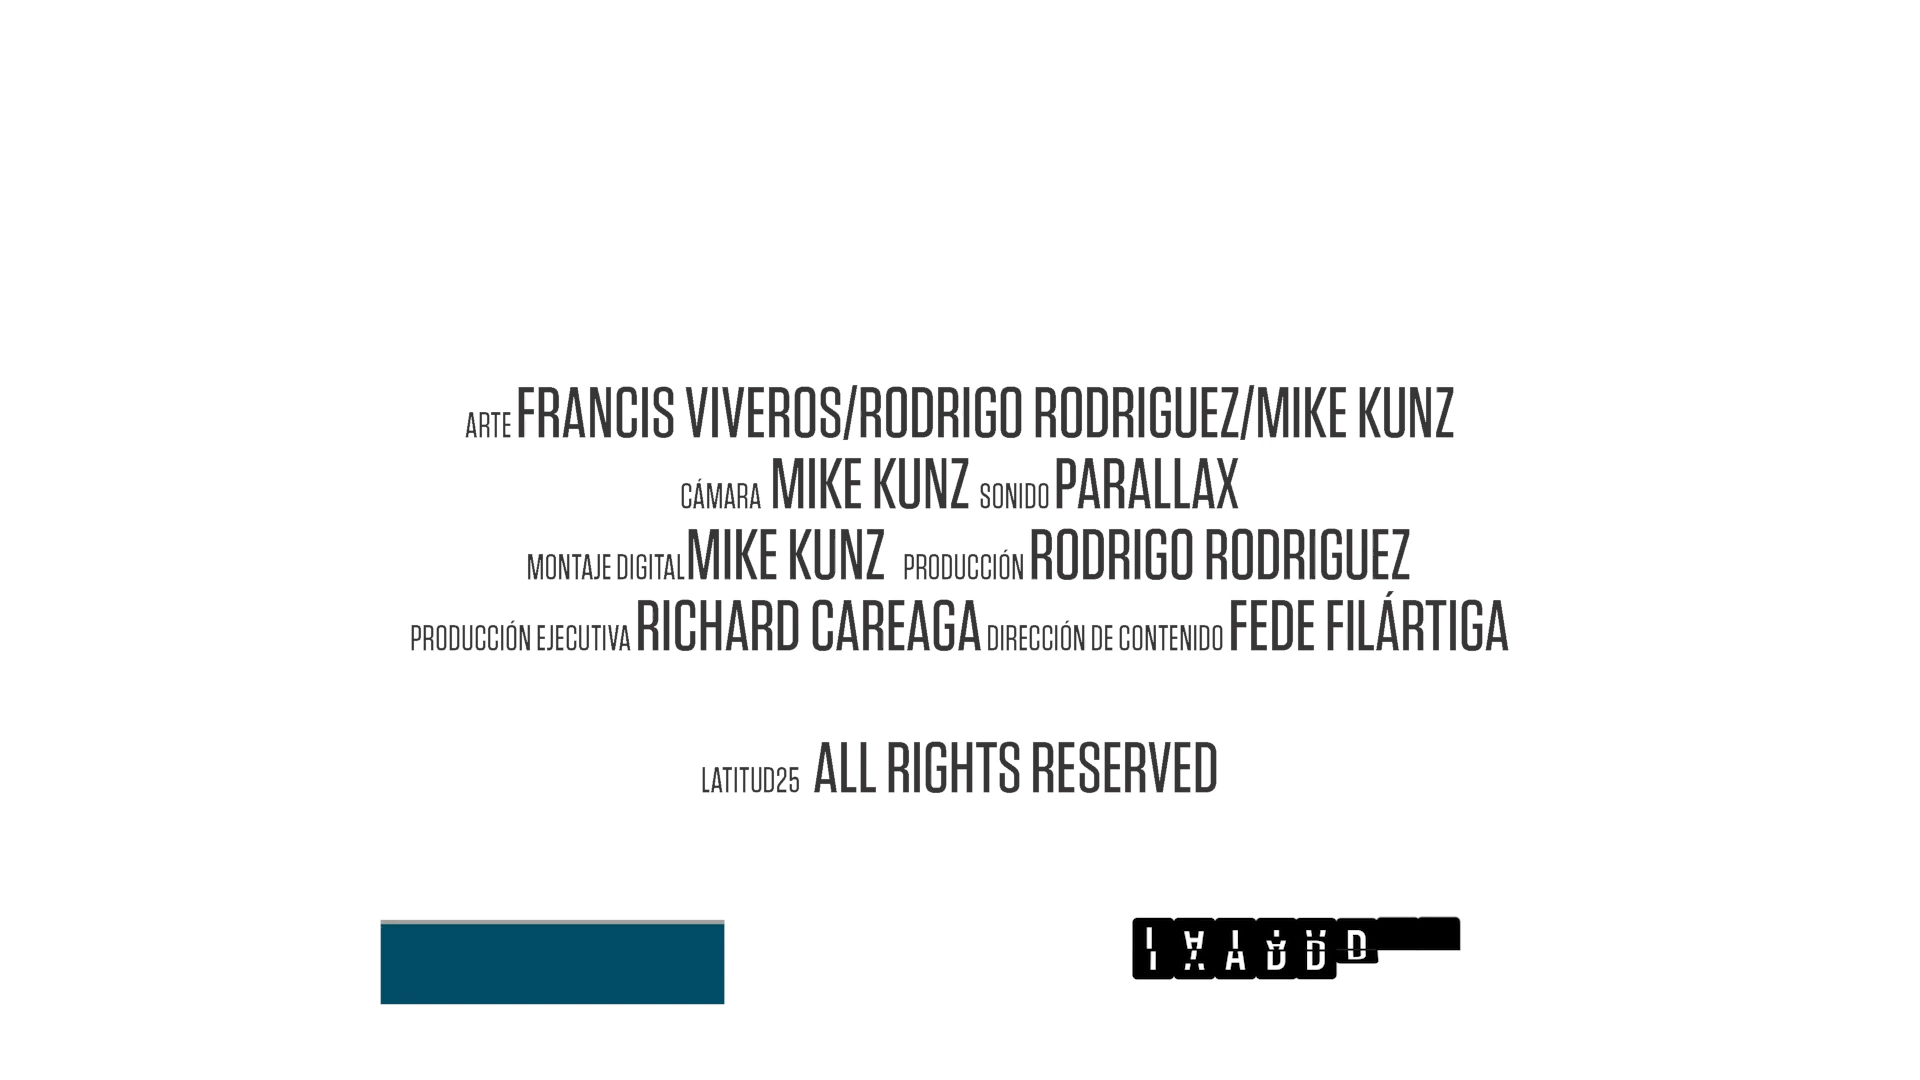 ARTE FRANCIS VIVEROS/RODRIGO RODRIGUEZ/MIKE KUNZ
CÁMARA MIKE KUNZ SONIDO PARALLAX
MONTAJE DIGITAL MIKE KUNZ PRODUCCIÓN RODRIGO RODRIGUEZ
PRODUCCIÓN EJECUTIVA RICHARD CAREAGA DIRECCIÓN DE CONTENIDO FEDE FILÁRTIGA
LATITUD25 ALL RIGHTS RESERVED